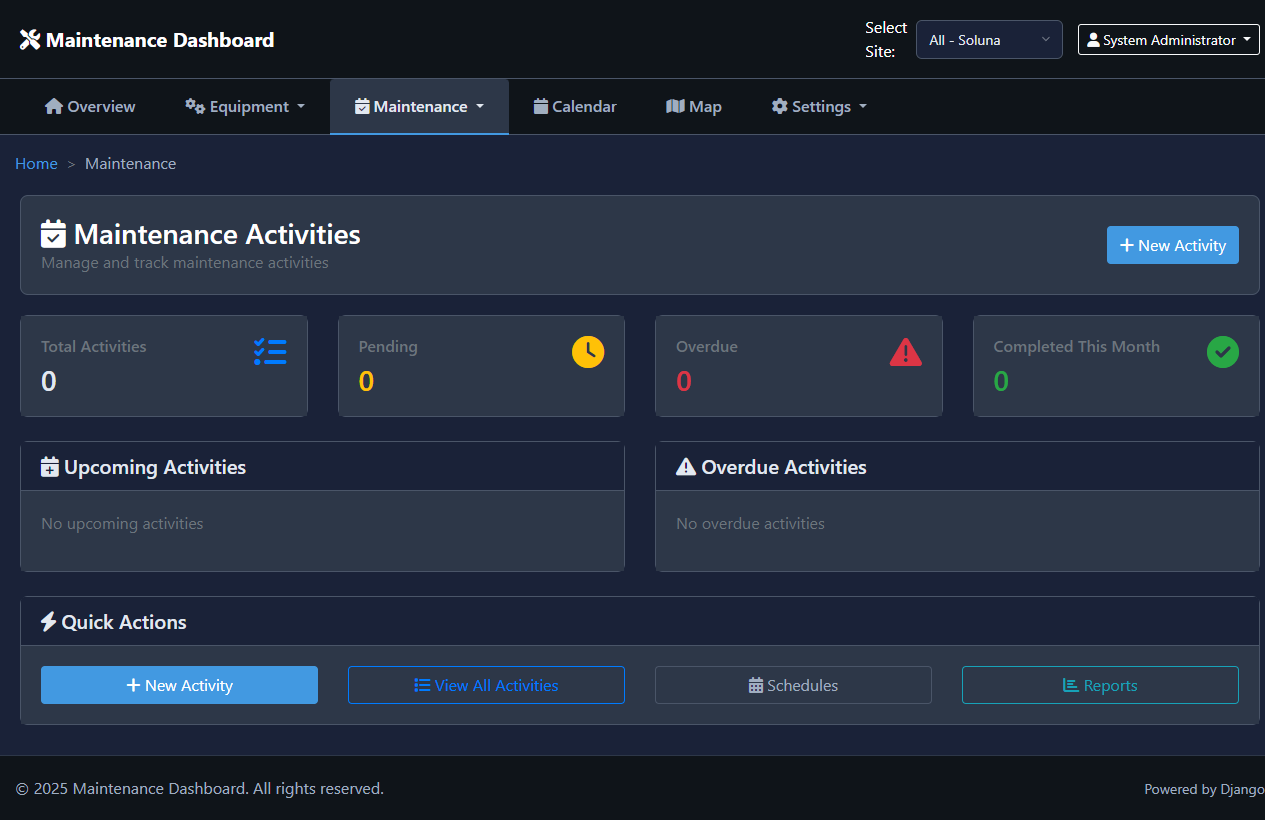 Maintenance Dashboard
Select
Site:
All - Soluna
System Administrator
Overview
Equipment
Maintenance
Calendar
Map
Settings
Home > Maintenance
Maintenance Activities
Manage and track maintenance activities
+ New Activity
Total Activities
0
Pending
0
Overdue
0
Completed This Month
0
Upcoming Activities
No upcoming activities
Overdue Activities
No overdue activities
Quick Actions
+ New Activity
View All Activities
Schedules
Reports
© 2025 Maintenance Dashboard. All rights reserved.
Powered by Django